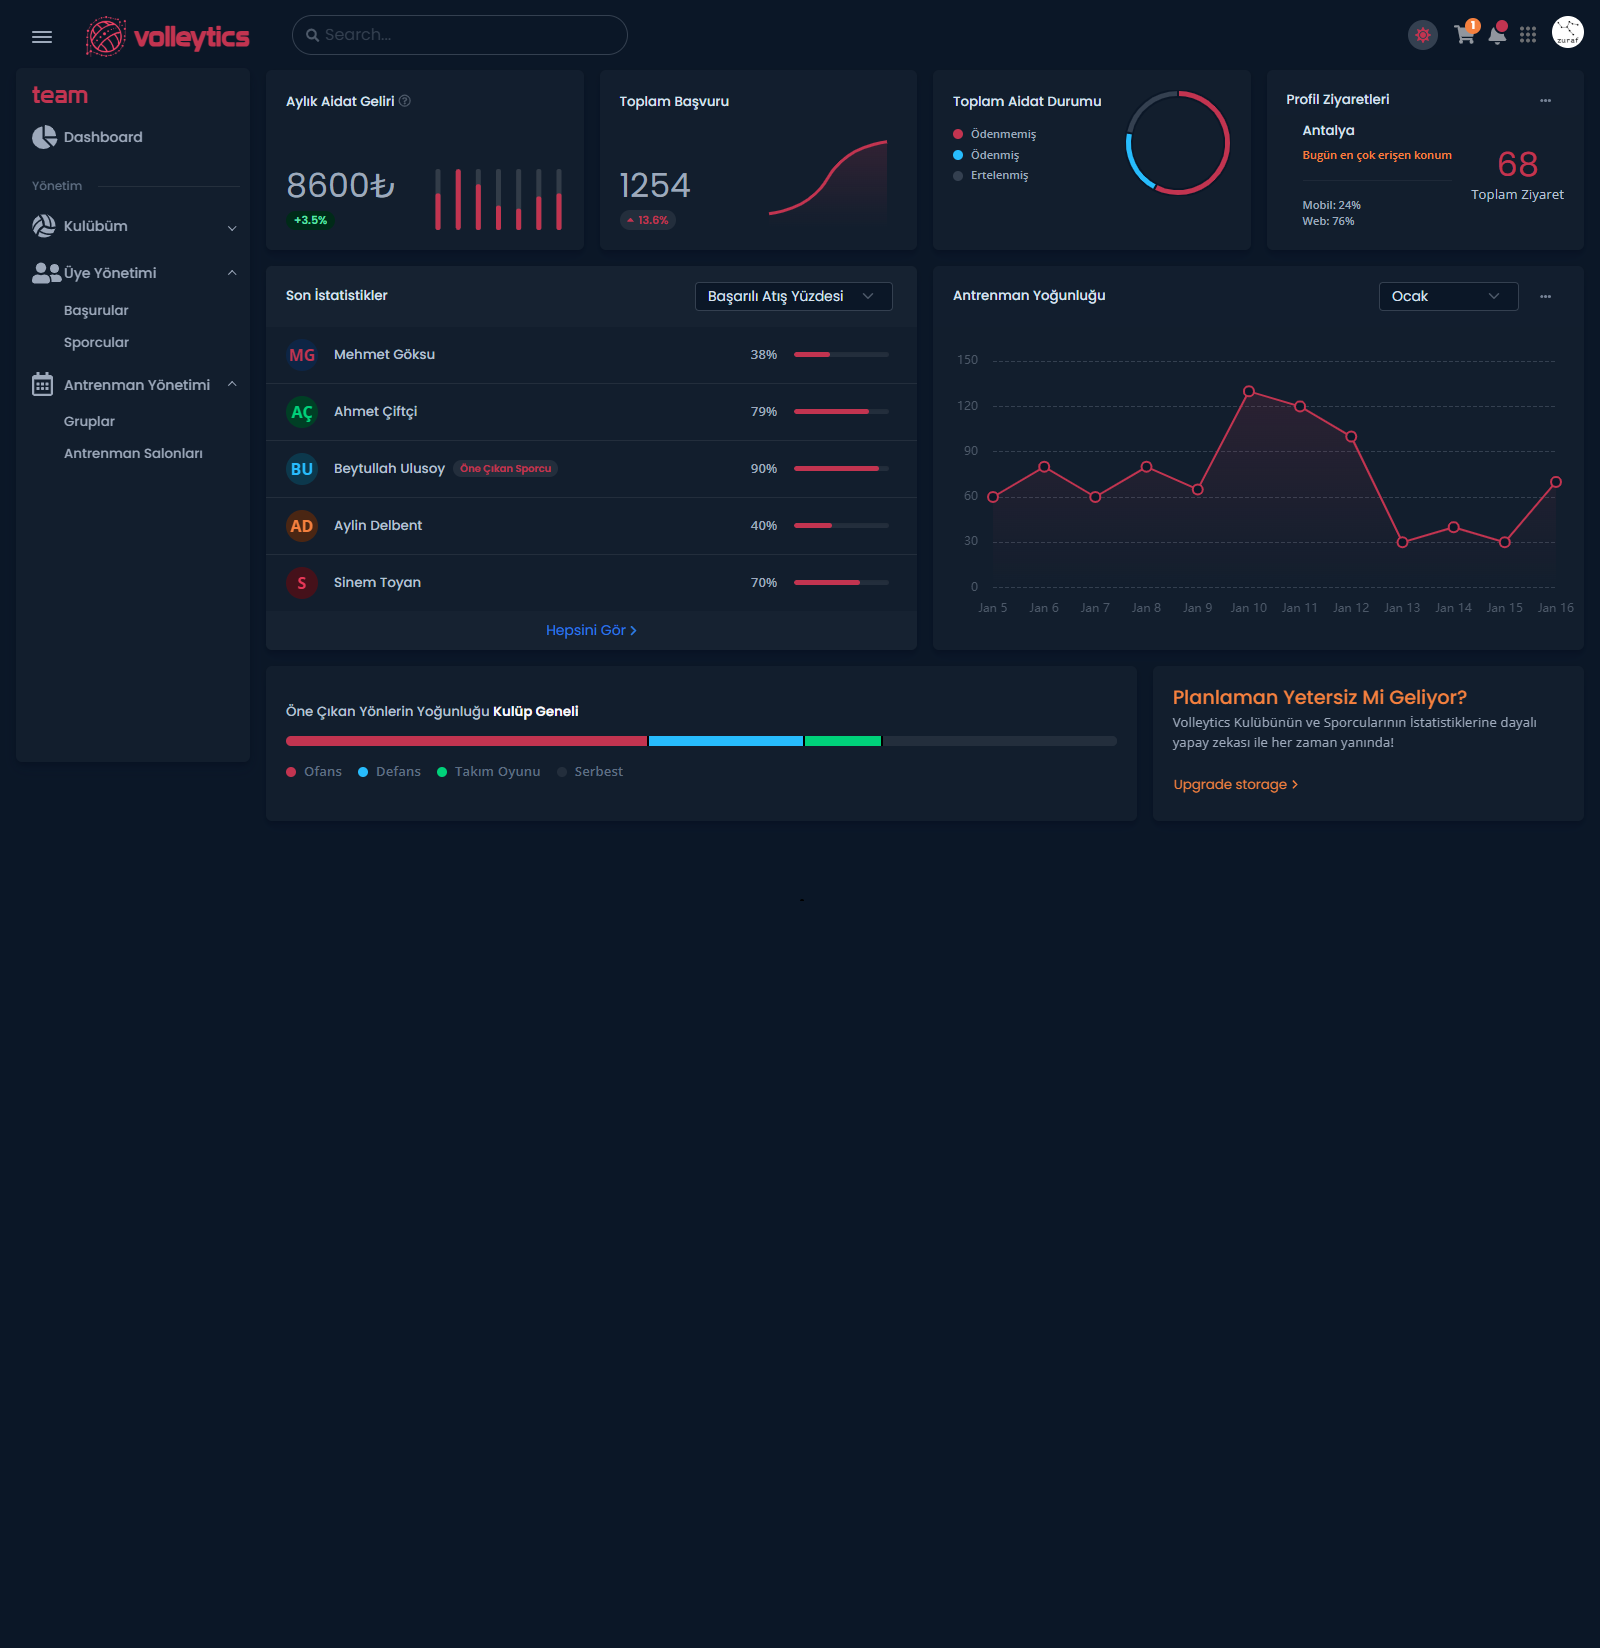 volleytics
Search...
1
zuraf
team
Dashboard
Yönetim
Kulübüm
Üye Yönetimi
Başurular
Sporcular
Antrenman Yönetimi
Gruplar
Antrenman Salonları
Aylık Aidat Geliri ?
8600₺
+3.5%
Toplam Başvuru
1254
13.6%
Toplam Aidat Durumu
Ödenmemiş
Ödenmiş
Ertelenmiş
Profil Ziyaretleri
Antalya
Bugün en çok erişen konum
Mobil: 24%
Web: 76%
68
Toplam Ziyaret
Son İstatistikler
Başarılı Atış Yüzdesi
MG Mehmet Göksu 38%
AÇ Ahmet Çiftçi 79%
BU Beytullah Ulusoy Öne Çıkan Sporcu 90%
AD Aylin Delbent 40%
S Sinem Toyan 70%
Hepsini Gör
Antrenman Yoğunluğu
Ocak
150
120
90
60
30
0
Jan 5 Jan 6 Jan 7 Jan 8 Jan 9 Jan 10 Jan 11 Jan 12 Jan 13 Jan 14 Jan 15 Jan 16
Öne Çıkan Yönlerin Yoğunluğu Kulüp Geneli
Ofans Defans Takım Oyunu Serbest
Planlaman Yetersiz Mi Geliyor?
Volleytics Kulübünün ve Sporcularının İstatistiklerine dayalı
yapay zekası ile her zaman yanında!
Upgrade storage